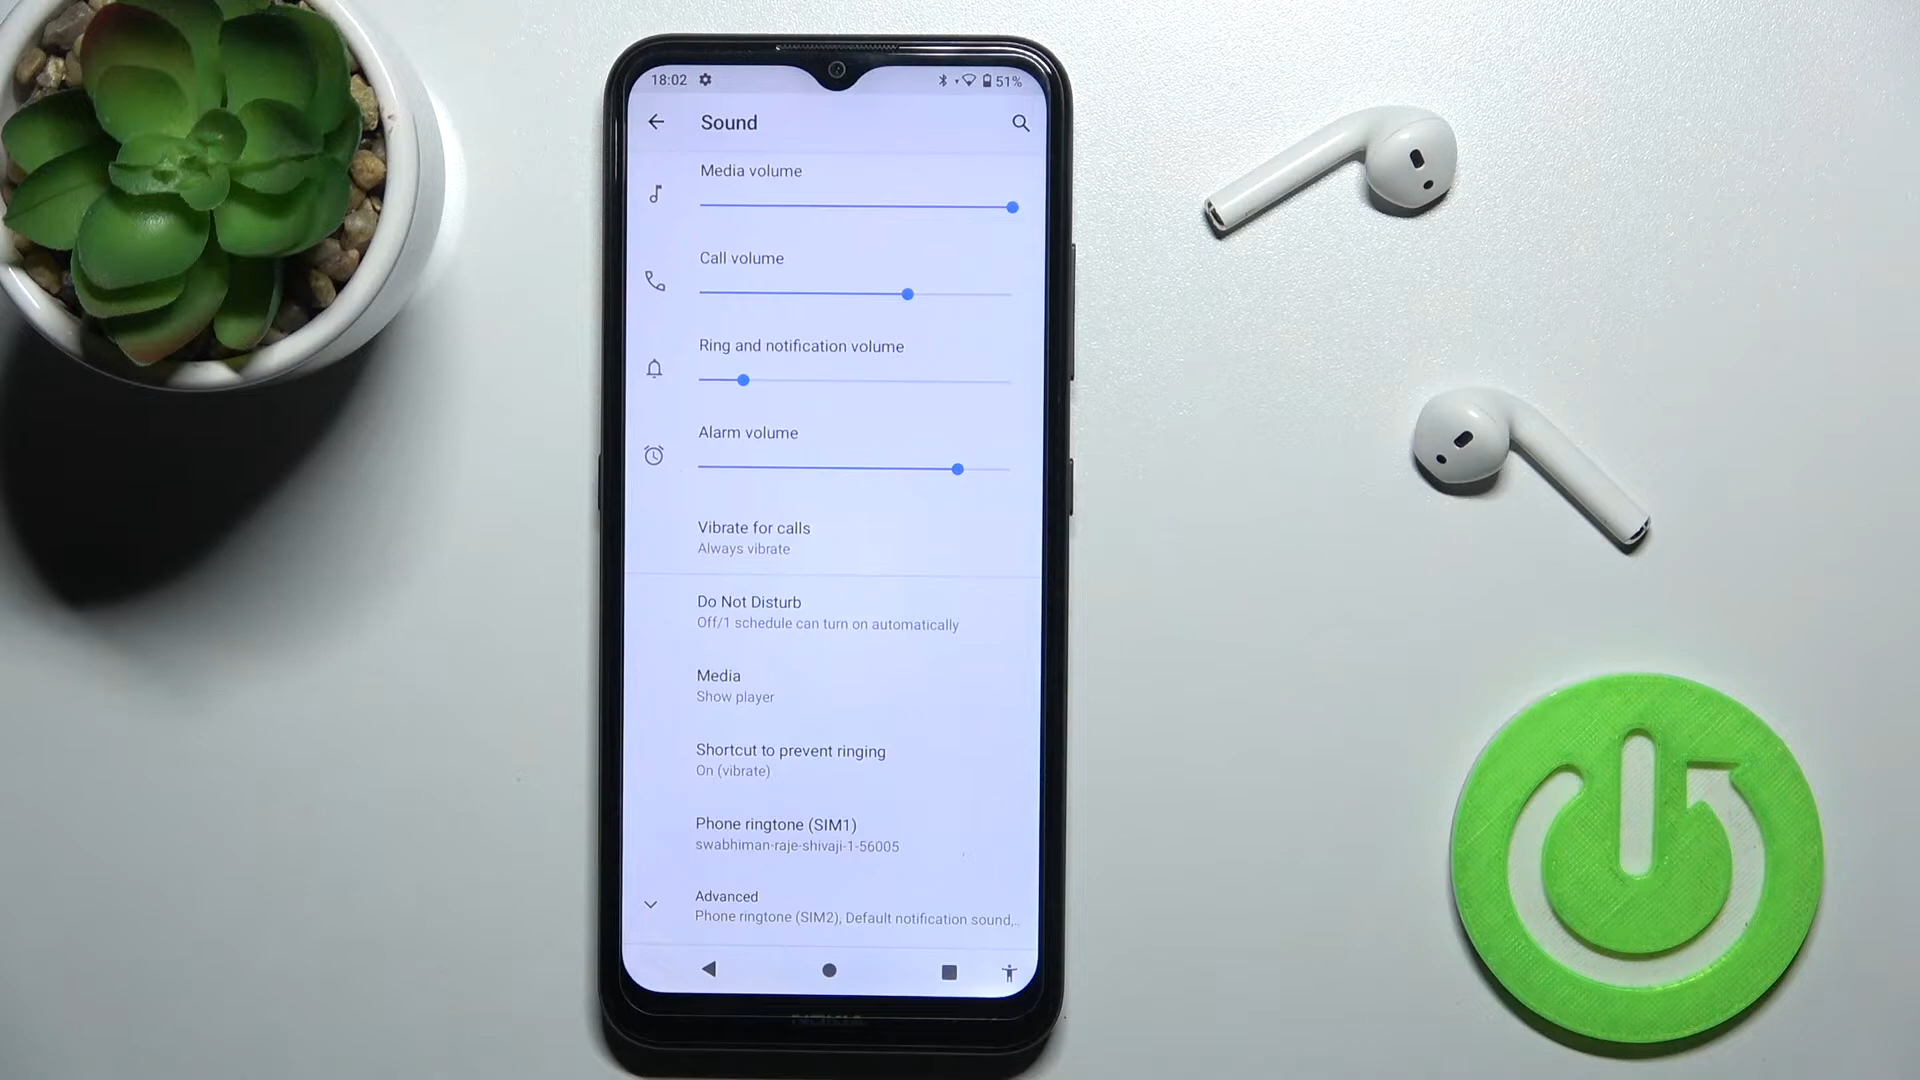 18:02 51%
Sound
Media volume
Call volume
Ring and notification volume
Alarm volume
Vibrate for calls
Always vibrate
Do Not Disturb
Off/1 schedule can turn on automatically
Media
Show player
Shortcut to prevent ringing
On (vibrate)
Phone ringtone (SIM1)
swabhiman-raje-shivaji-1-56005
Advanced
Phone ringtone (SIM2), Default notification sound,..
NOKIA